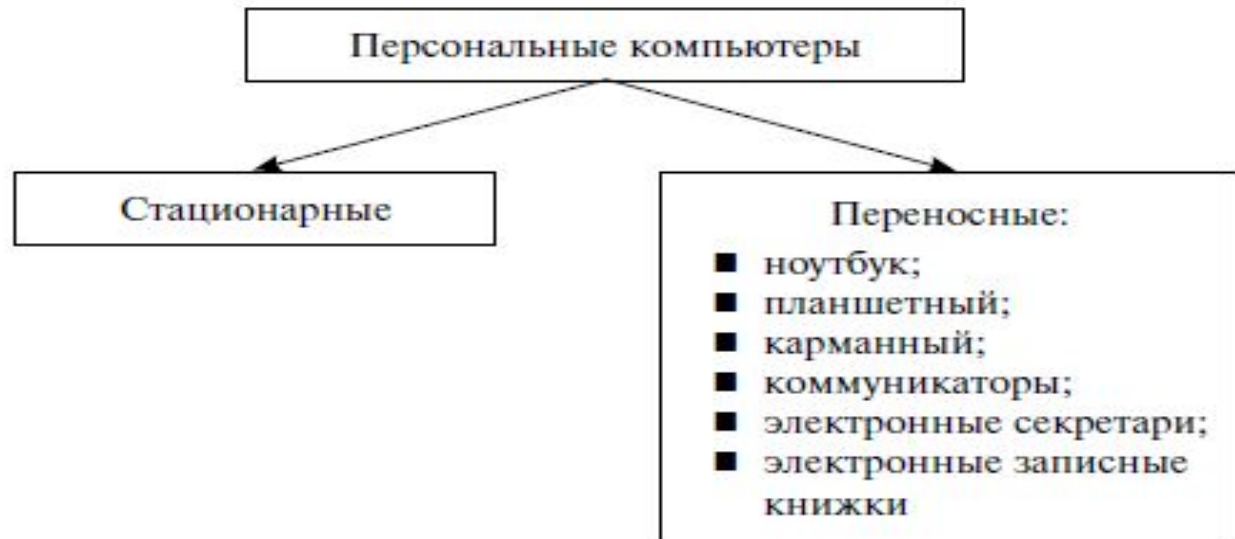 Персональные компьютеры
Стационарные
Переносные:
ноутбук;
планшетный;
карманный;
коммуникаторы;
электронные секретари;
электронные записные
книжки